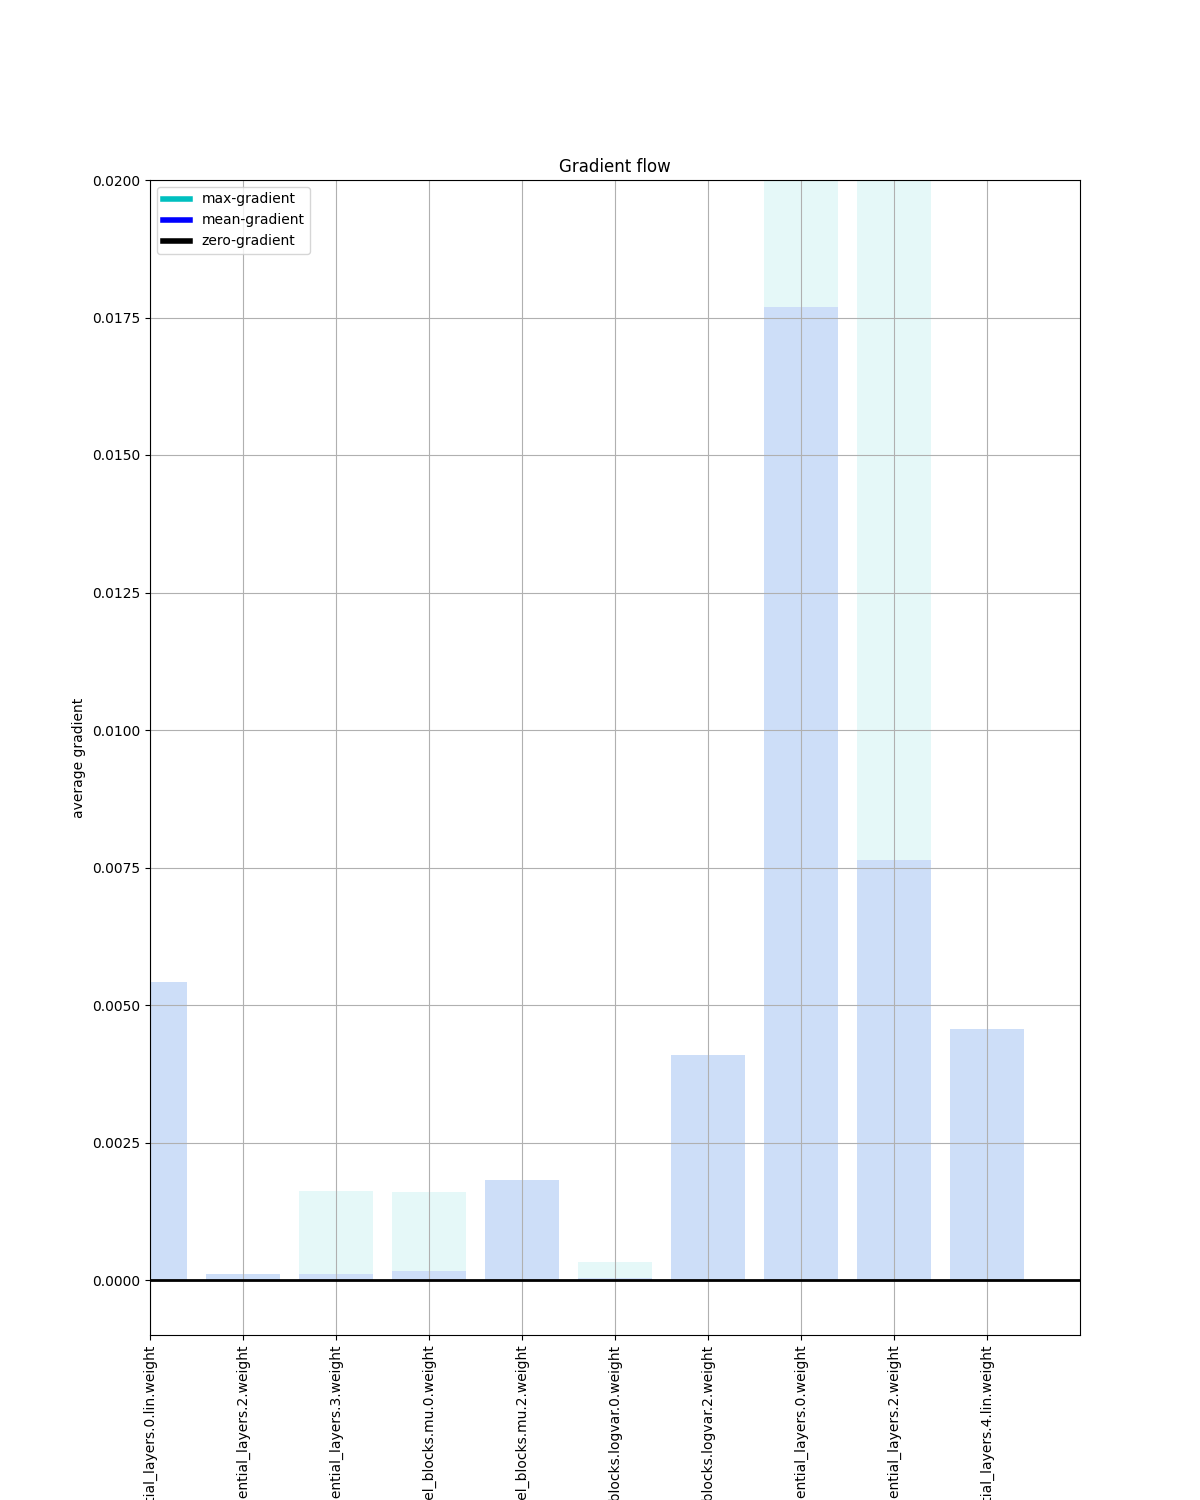 Gradient flow
max-gradient
mean-gradient
zero-gradient
0.0200
0.0175
0.0150
0.0125
0.0100
0.0075
0.0050
0.0025
0.0000
average gradient
tial_layers.0.lin.weight
ential_layers.2.weight
ential_layers.3.weight
el_blocks.mu.0.weight
el_blocks.mu.2.weight
blocks.logvar.0.weight
blocks.logvar.2.weight
ential_layers.0.weight
ential_layers.2.weight
tial_layers.4.lin.weight